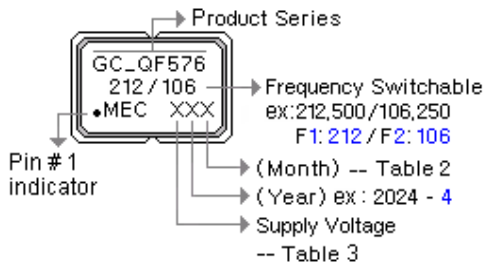 Product Series
GC_QF576
212 / 106
•MEC XXX
Frequency Switchable
ex:212,500/106,250
F1: 212 / F2: 106
Pin # 1
indicator
(Month) -- Table 2
(Year) ex : 2024 - 4
Supply Voltage
-- Table 3